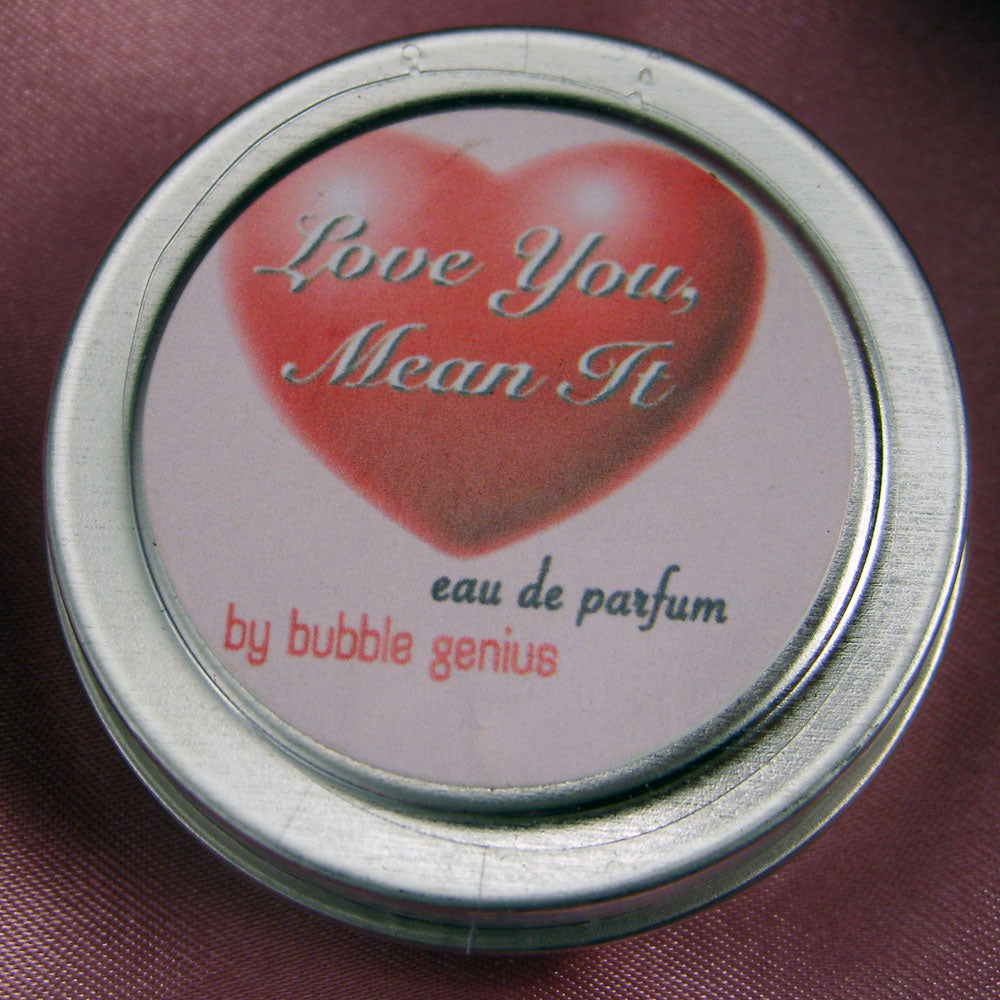 Love You,
Mean It
eau de parfum
by bubble genius